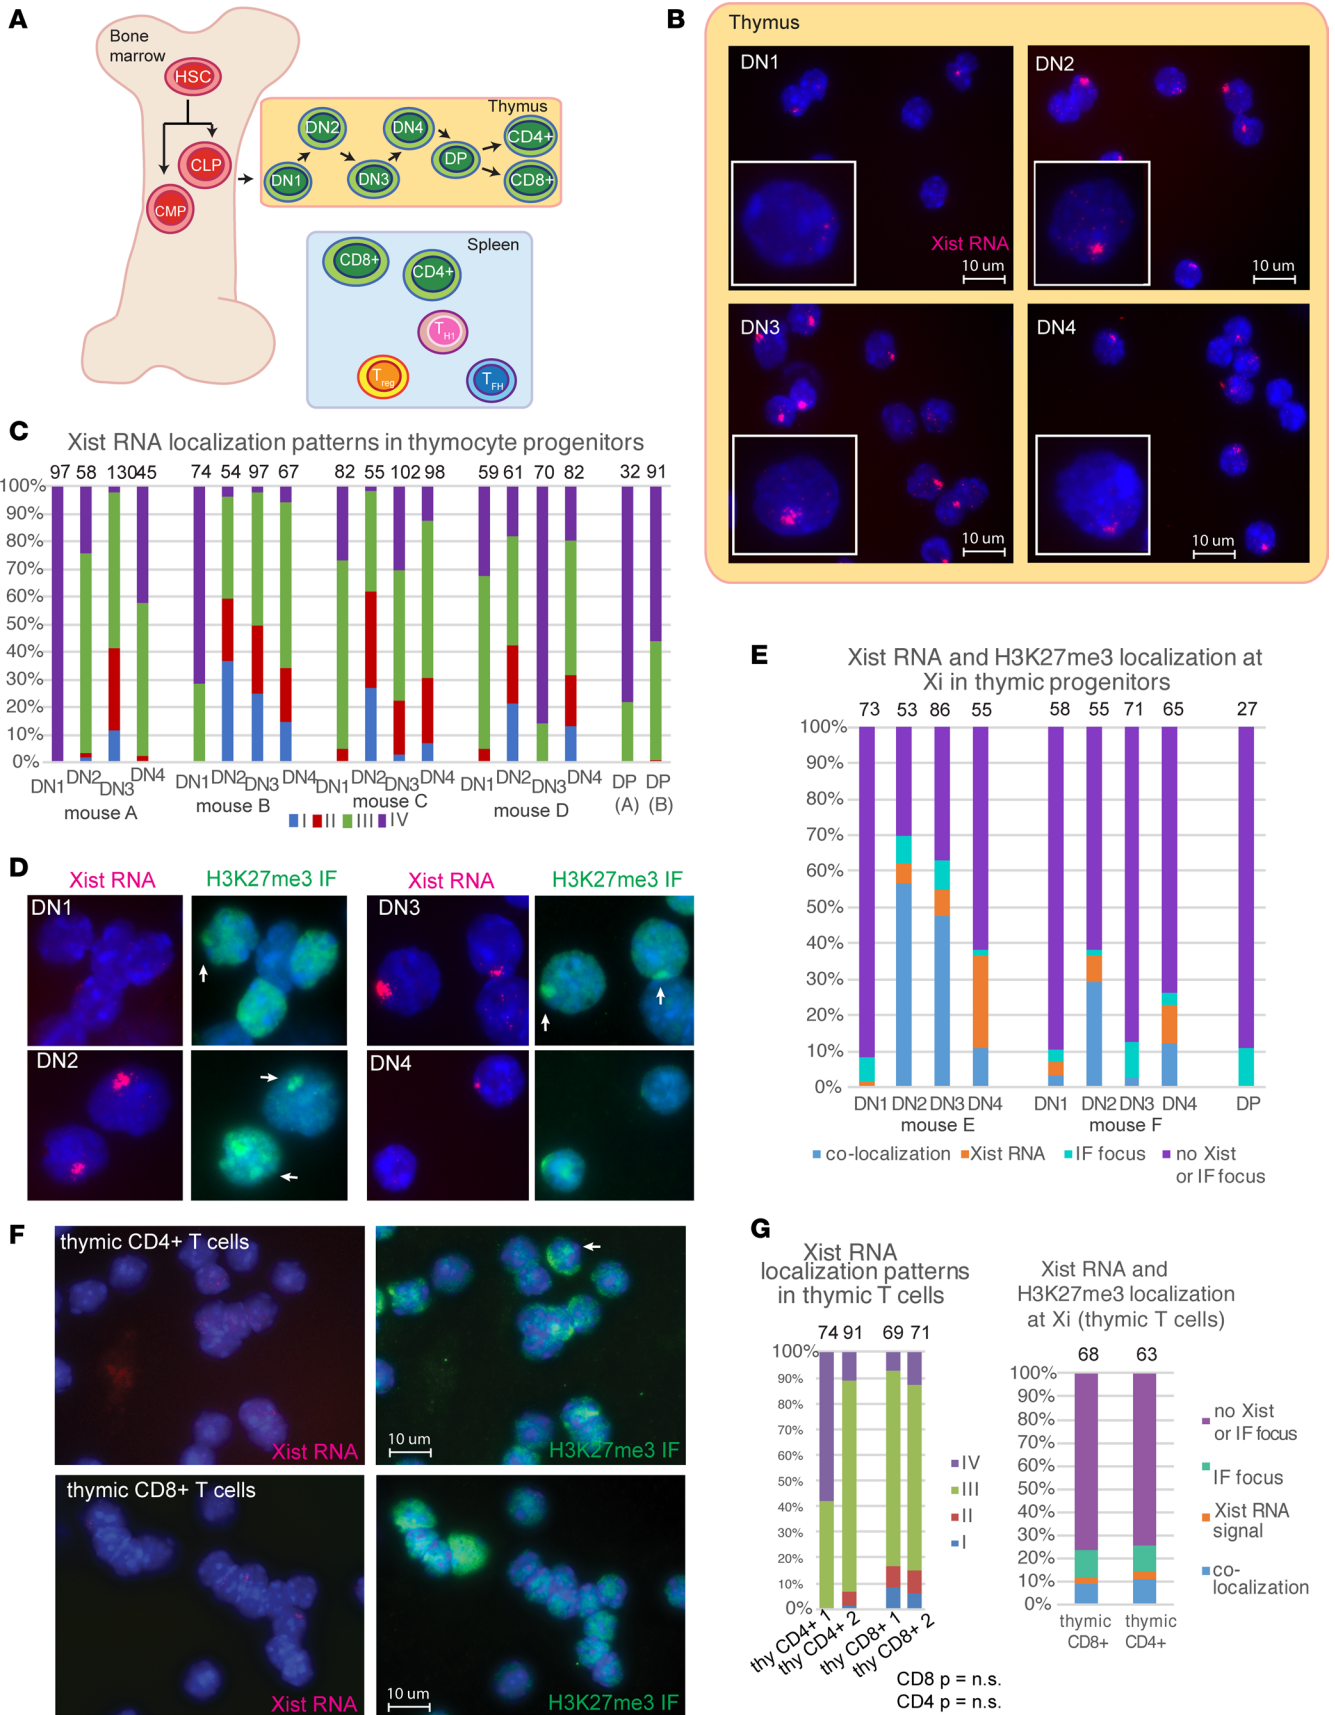 A
Bone
marrow
HSC
CLP
CMP
Thymus
DN1
DN2
DN3
DN4
DP
CD4+
CD8+
Spleen
CD8+
CD4+
TH1
Treg
TFH
B
Thymus
DN1
Xist RNA
10 um
DN2
10 um
DN3
10 um
DN4
10 um
C
Xist RNA localization patterns in thymocyte progenitors
97 58 130 45 74 54 97 67 82 55 102 98 59 61 70 82 32 91
100%
90%
80%
70%
60%
50%
40%
30%
20%
10%
0%
DN1 DN2 DN3 DN4 DN1 DN2 DN3 DN4 DN1 DN2 DN3 DN4 DN1 DN2 DN3 DN4 DP DP
mouse A mouse B mouse C mouse D (A) (B)
I II III IV
D
Xist RNA H3K27me3 IF Xist RNA H3K27me3 IF
DN1 DN3
DN2 DN4
E
Xist RNA and H3K27me3 localization at
Xi in thymic progenitors
73 53 86 55 58 55 71 65 27
100%
90%
80%
70%
60%
50%
40%
30%
20%
10%
0%
DN1 DN2 DN3 DN4 DN1 DN2 DN3 DN4 DP
mouse E mouse F
co-localization Xist RNA IF focus no Xist
or IF focus
F
thymic CD4+ T cells
Xist RNA
10 um
H3K27me3 IF
thymic CD8+ T cells
Xist RNA
10 um
H3K27me3 IF
G
Xist RNA
localization patterns
in thymic T cells
74 91 69 71
100%
90%
80%
70%
60%
50%
40%
30%
20%
10%
0%
thy CD4+ 1
thy CD4+ 2
thy CD8+ 1
thy CD8+ 2
IV
III
II
I
CD8 p = n.s.
CD4 p = n.s.
Xist RNA and
H3K27me3 localization
at Xi (thymic T cells)
68 63
100%
90%
80%
70%
60%
50%
40%
30%
20%
10%
0%
thymic thymic
CD8+ CD4+
no Xist
or IF focus
IF focus
Xist RNA
signal
co-
localization